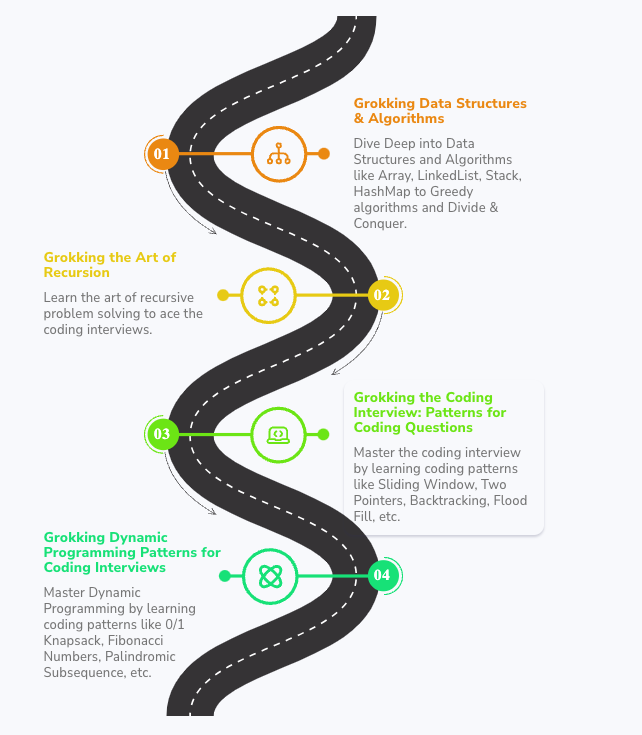 01
Grokking Data Structures
& Algorithms
Dive Deep into Data
Structures and Algorithms
like Array, LinkedList, Stack,
HashMap to Greedy
algorithms and Divide &
Conquer.
Grokking the Art of
Recursion
Learn the art of recursive
problem solving to ace the
coding interviews.
02
03
Grokking the Coding
Interview: Patterns for
Coding Questions
Master the coding interview
by learning coding patterns
like Sliding Window, Two
Pointers, Backtracking, Flood
Fill, etc.
Grokking Dynamic
Programming Patterns for
Coding Interviews
Master Dynamic
Programming by learning
coding patterns like 0/1
Knapsack, Fibonacci
Numbers, Palindromic
Subsequence, etc.
04